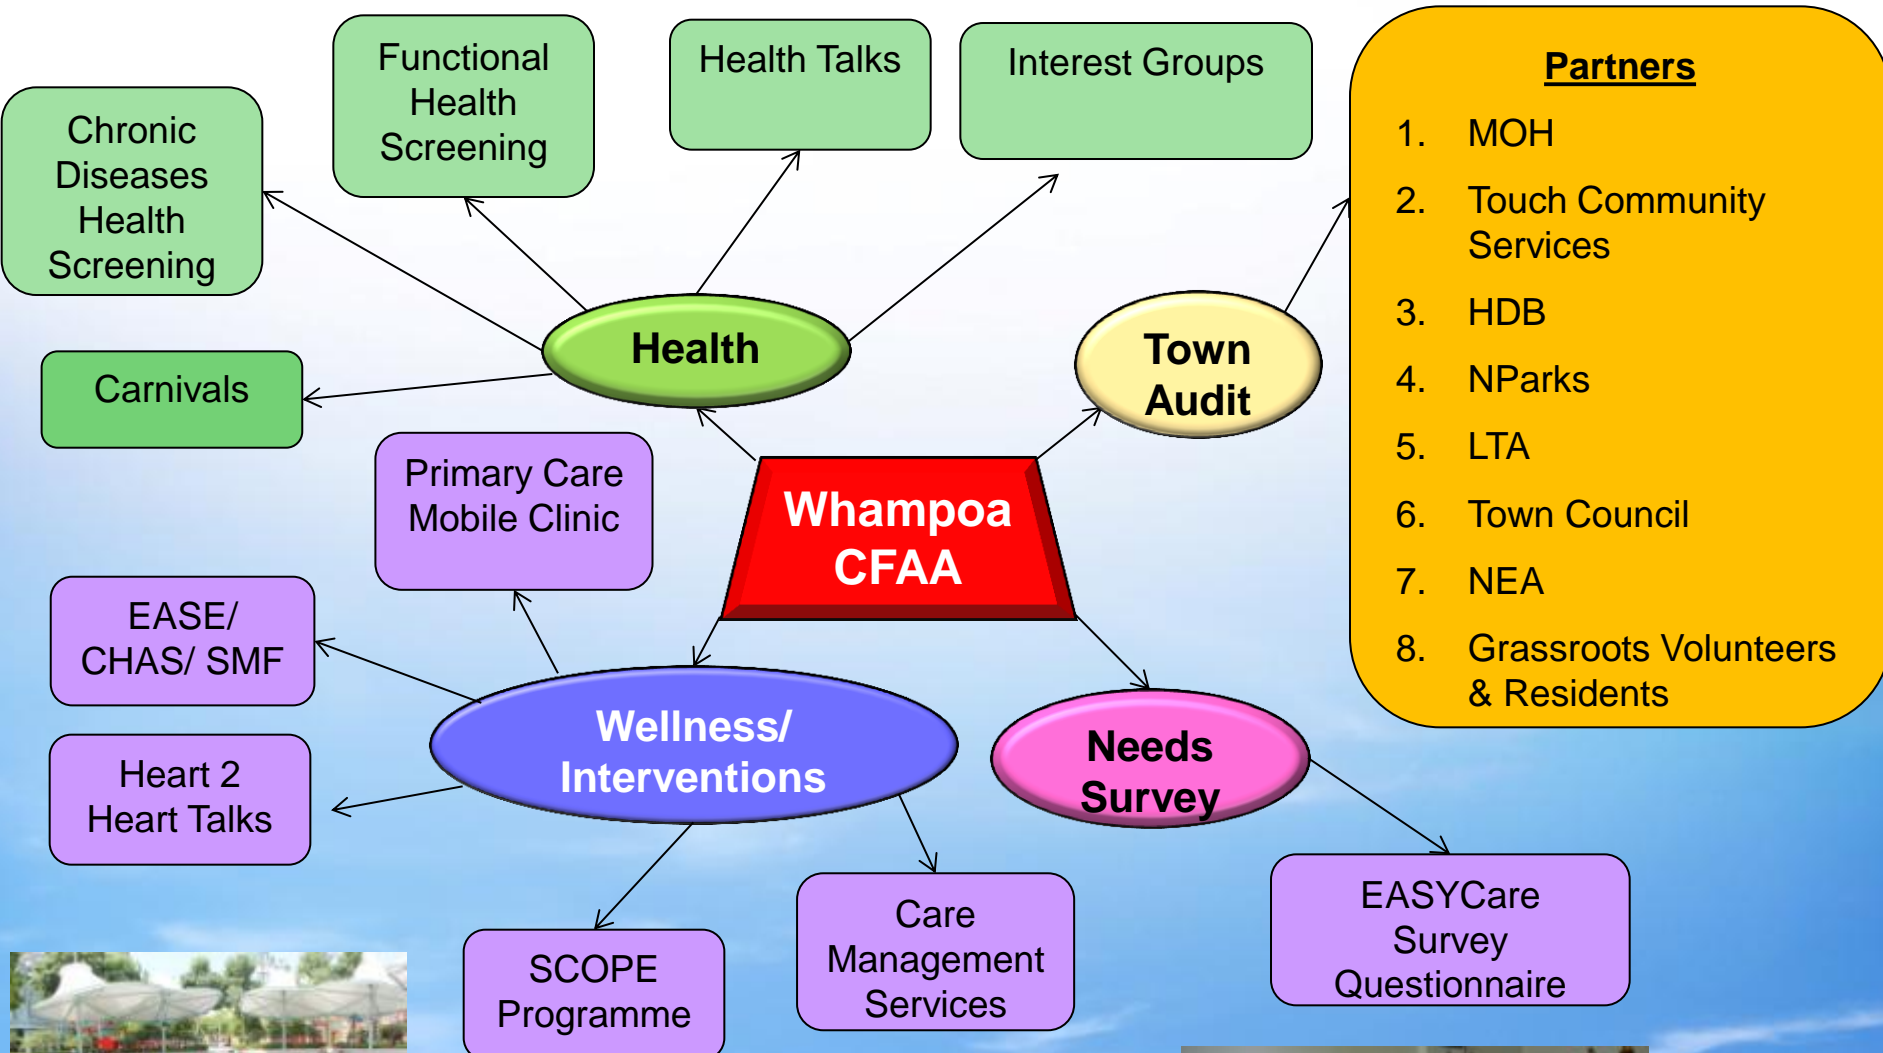 Functional
Health
Screening
Health Talks
Interest Groups
Partners
1. MOH
2. Touch Community
Services
3. HDB
4. NParks
5. LTA
6. Town Council
7. NEA
8. Grassroots Volunteers
& Residents
Chronic
Diseases
Health
Screening
Health
Town
Audit
Carnivals
Primary Care
Mobile Clinic
Whampoa
CFAA
EASE/
CHAS/ SMF
Wellness/
Interventions
Needs
Survey
Heart 2
Heart Talks
SCOPE
Programme
Care
Management
Services
EASYCare
Survey
Questionnaire